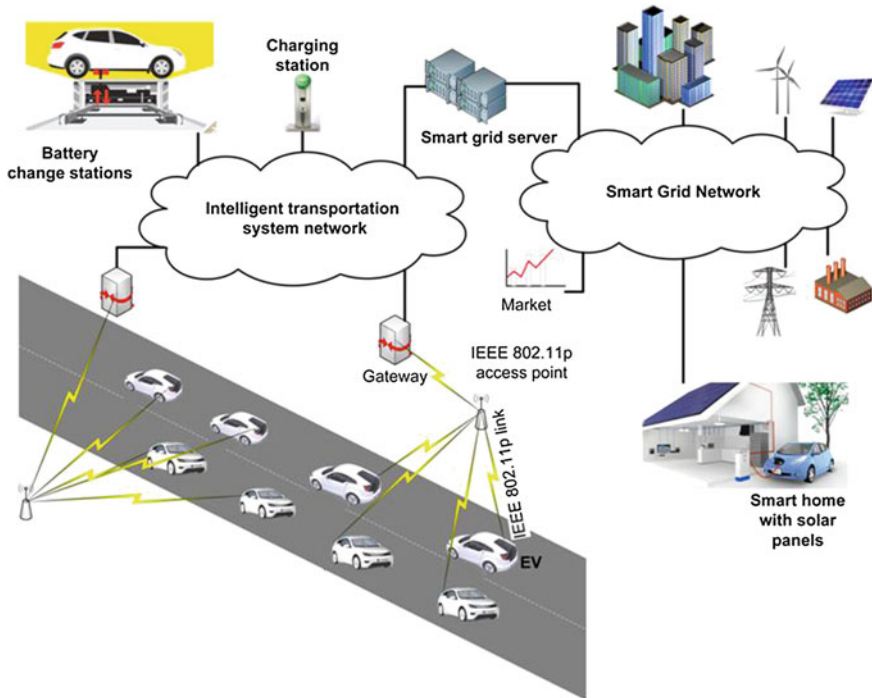 Charging
station
Smart grid server
Battery
change stations
Intelligent transportation
system network
Smart Grid Network
Market
Gateway
IEEE 802.11p
access point
IEEE 802.11p link
EV
Smart home
with solar
panels